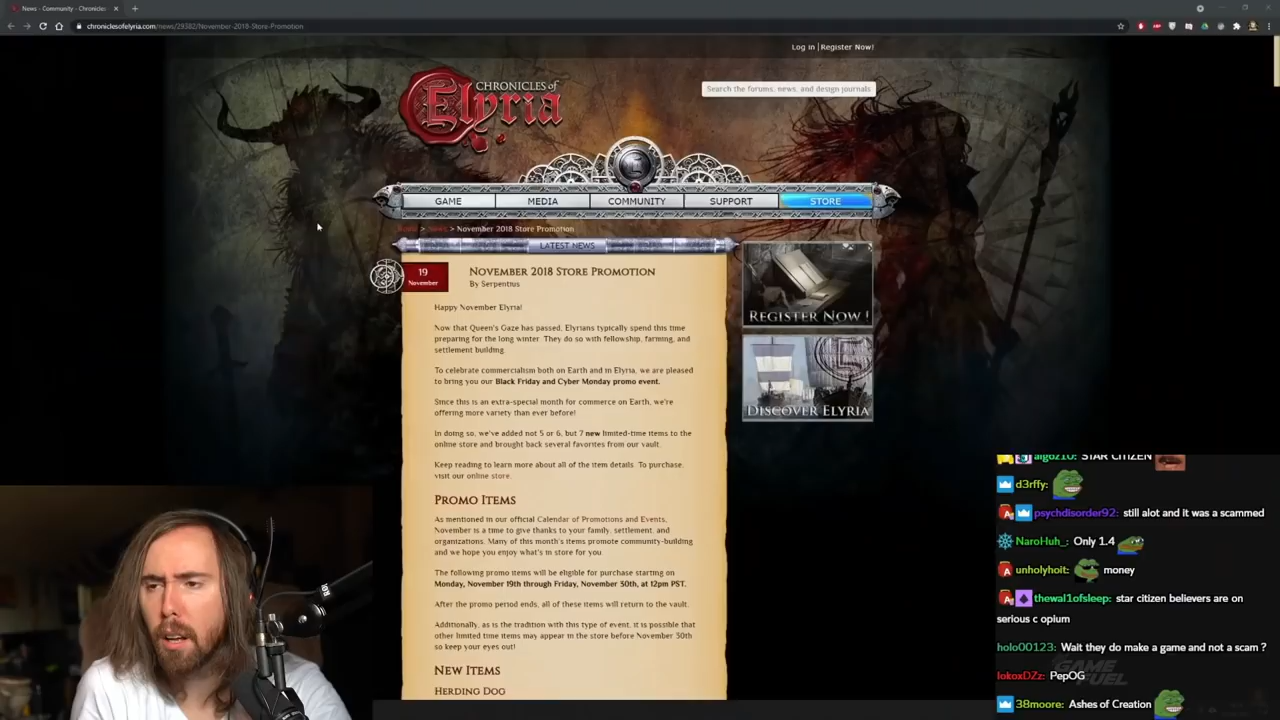 News - Community - Chronicles
chroniclesofelyria.com/news/29382/November-2018-Store-Promotion
Log in | Register Now!
CHRONICLES OF
Elyria
Search the forums, news, and design journals
GAME
MEDIA
COMMUNITY
SUPPORT
STORE
Home > News > November 2018 Store Promotion
LATEST NEWS
19
November
NOVEMBER 2018 STORE PROMOTION
By Serpentius
Happy November Elyria!
Now that Queen's Gaze has passed, Elyrians typically spend this time
preparing for the long winter. They do so with fellowship, farming, and
settlement building.
To celebrate commercialism both on Earth and in Elyria, we are pleased
to bring you our Black Friday and Cyber Monday promo event.
Since this is an extra-special month for commerce on Earth, we're
offering more variety than ever before!
In doing so, we've added not 5 or 6, but 7 new limited-time items to the
online store and brought back several favorites from our vault.
Keep reading to learn more about all of the item details. To purchase,
visit our online store.
PROMO ITEMS
As mentioned in our official Calendar of Promotions and Events,
November is a time to give thanks to your family, settlement, and
organizations. Many of this month's items promote community-building
and we hope you enjoy what's in store for you.
The following promo items will be eligible for purchase starting on
Monday, November 19th through Friday, November 30th, at 12pm PST.
After the promo period ends, all of these items will return to the vault.
Additionally, as is the tradition with this type of event, it is possible that
other limited time items may appear in the store before November 30th
so keep your eyes out!
NEW ITEMS
HERDING DOG
REGISTER NOW !
DISCOVER ELYRIA
algo210: STAR CITIZEN
d3rffy:
psychdisorder92: still alot and it was a scammed
NaroHuh_: Only 1.4
unholyhoit: money
thewal1ofsleep: star citizen believers are on
serious c opium
holo00123: Wait they do make a game and not a scam ?
lokoxDZz: PepOG
GAME
FUEL
38moore: Ashes of Creation